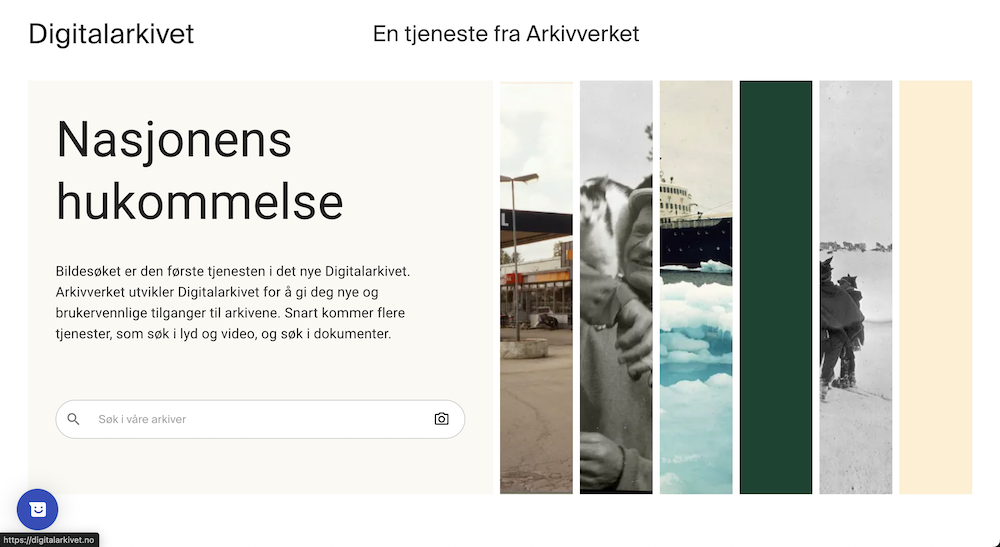 Digitalarkivet
En tjeneste fra Arkivverket
Nasjonens
hukommelse
Bildesøket er den første tjenesten i det nye Digitalarkivet.
Arkivverket utvikler Digitalarkivet for å gi deg nye og
brukervennlige tilganger til arkivene. Snart kommer flere
tjenester, som søk i lyd og video, og søk i dokumenter.
Søk i våre arkiver
L
https://digitalarkivet.no